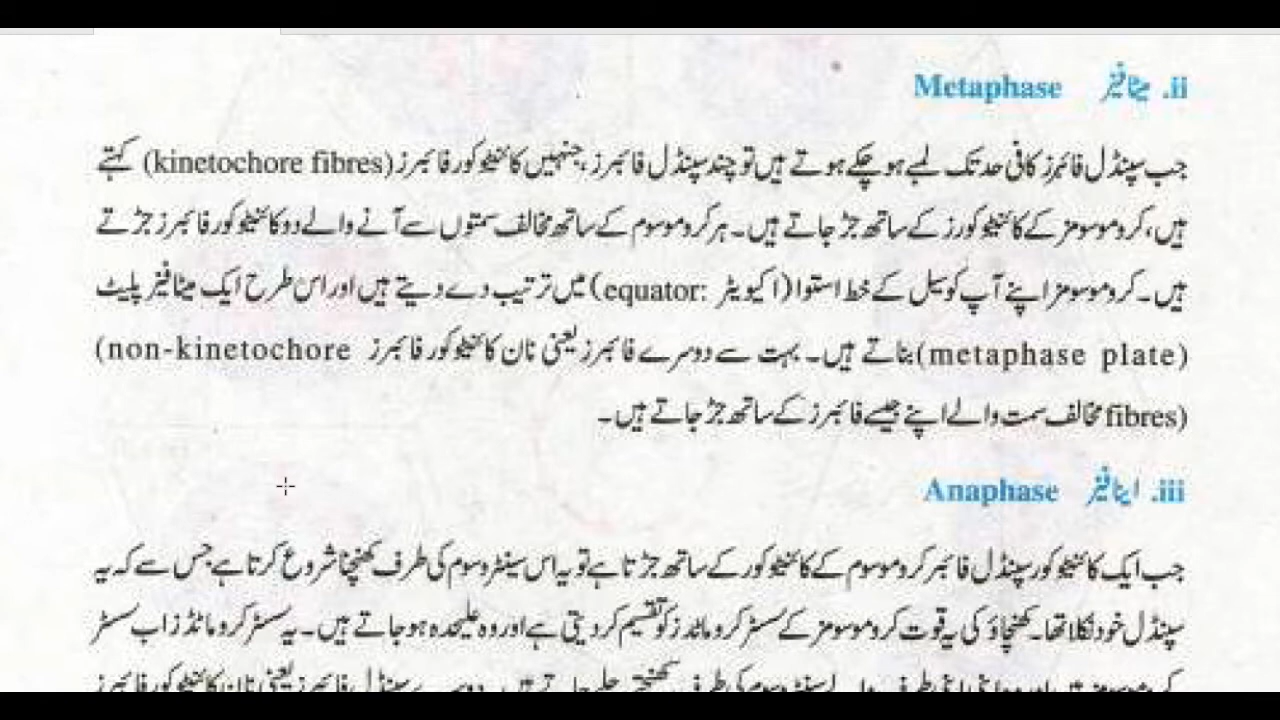 ii. میٹافیز Metaphase
جب سپنڈل فائبرز کافی حد تک لمبے ہو چکے ہوتے ہیں تو چند سپنڈل فائبرز، جنہیں کائنیٹوکور فائبرز (kinetochore fibres) کہتے
ہیں، کروموسومز کے کائنیٹوکورز کے ساتھ جڑ جاتے ہیں۔ ہر کروموسوم کے ساتھ مخالف سمتوں سے آنے والے دو کائنیٹوکور فائبرز جڑتے
ہیں۔ کروموسومز اپنے آپ کو سیل کے خط استوا (اکیویٹر :equator) میں ترتیب دے دیتے ہیں اور اس طرح ایک میٹافیز پلیٹ
(metaphase plate) بناتے ہیں۔ بہت سے دوسرے فائبرز یعنی نان کائنیٹوکور فائبرز (non-kinetochore
fibres) مخالف سمت والے اپنے جیسے فائبرز کے ساتھ جڑ جاتے ہیں۔
iii. اینافیز Anaphase
جب ایک کائنیٹوکور سپنڈل فائبر کروموسوم کے کائنیٹوکور کے ساتھ جڑتا ہے تو یہ اس سینٹروسوم کی طرف کھنچنا شروع کرتا ہے جس سے کہ یہ
سپنڈل خود نکلا تھا۔ کھنچاؤ کی یہ قوت کروموسومز کے سسٹر کروماٹڈز کو تقسیم کر دیتی ہے اور وہ علیحدہ ہو جاتے ہیں۔ یہ سسٹر کروماٹڈز اب سسٹر